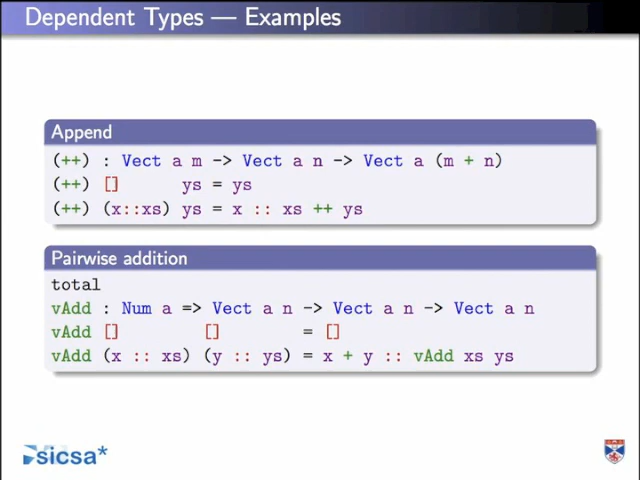 Dependent Types — Examples
Append
(++) : Vect a m -> Vect a n -> Vect a (m + n)
(++) [] ys = ys
(++) (x::xs) ys = x :: xs ++ ys
Pairwise addition
total
vAdd : Num a => Vect a n -> Vect a n -> Vect a n
vAdd [] [] = []
vAdd (x :: xs) (y :: ys) = x + y :: vAdd xs ys
sicsa*